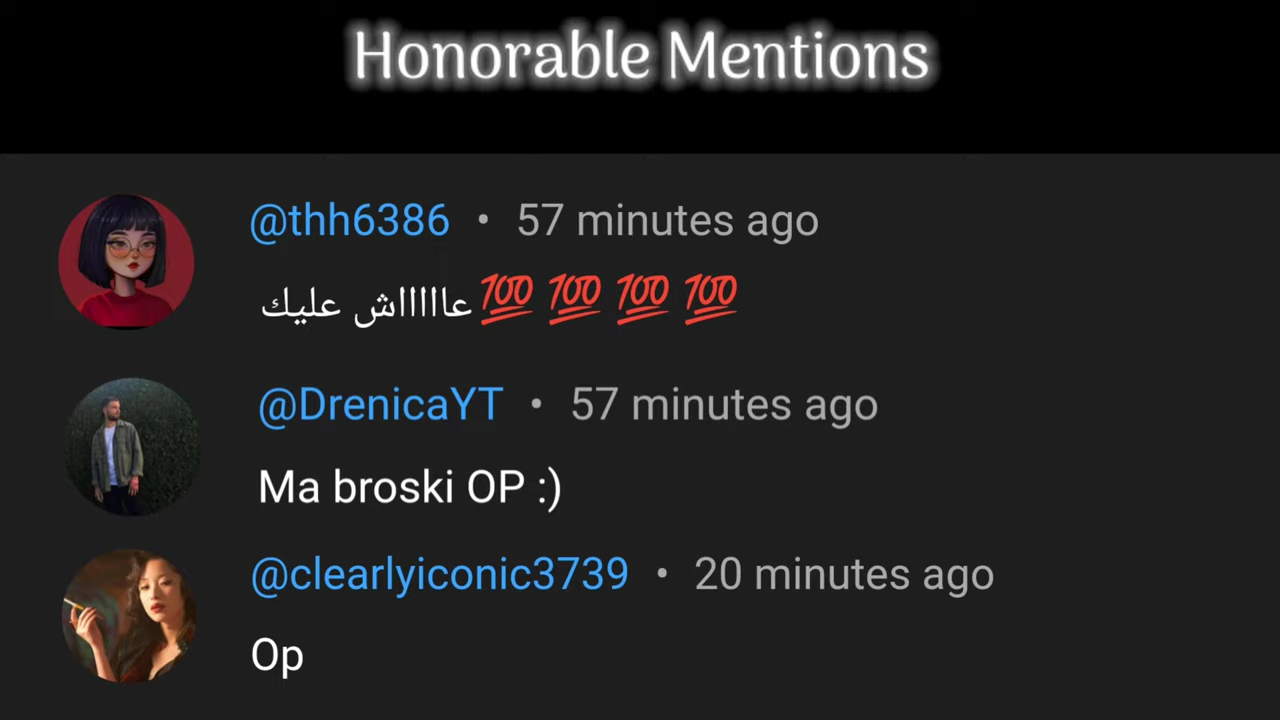 Honorable Mentions
@thh6386 • 57 minutes ago
عاااااش عليك💯💯💯💯
@DrenicaYT • 57 minutes ago
Ma broski OP :)
@clearlyiconic3739 • 20 minutes ago
Op